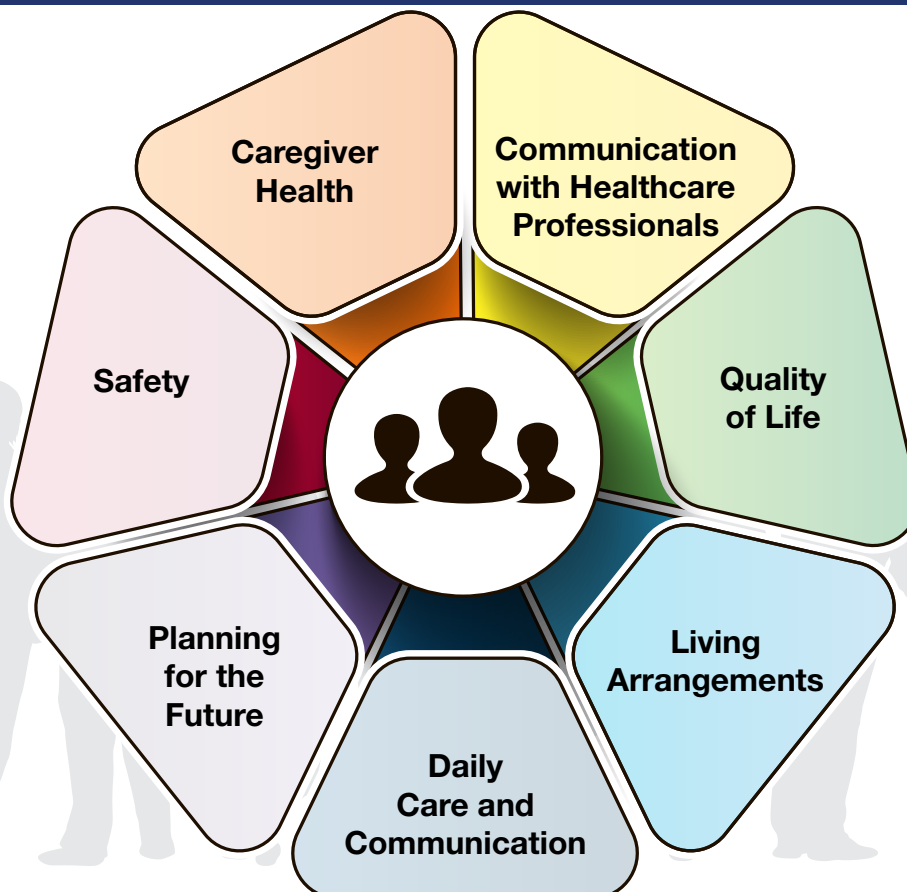 Caregiver
Health
Communication
with Healthcare
Professionals
Quality
of Life
Living
Arrangements
Daily
Care and
Communication
Planning
for the
Future
Safety